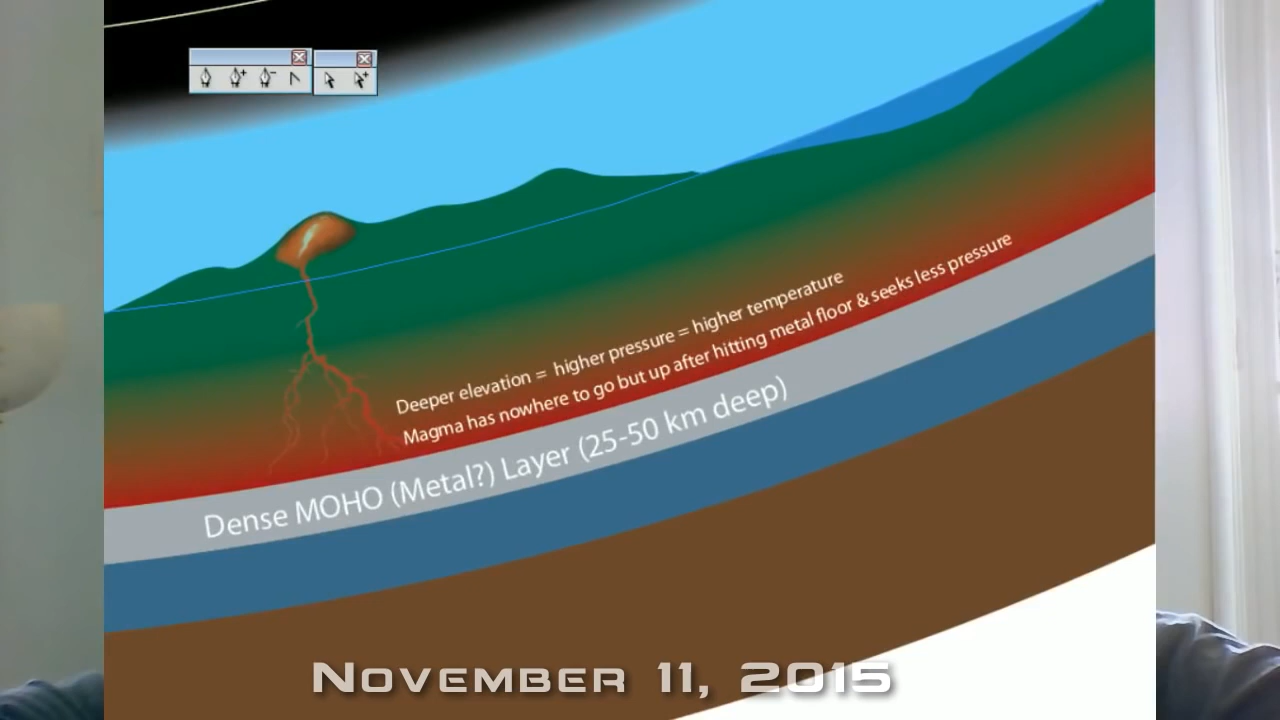 Deeper elevation = higher pressure = higher temperature
Magma has nowhere to go but up after hitting metal floor & seeks less pressure
Dense MOHO (Metal?) Layer (25-50 km deep)
November 11, 2015